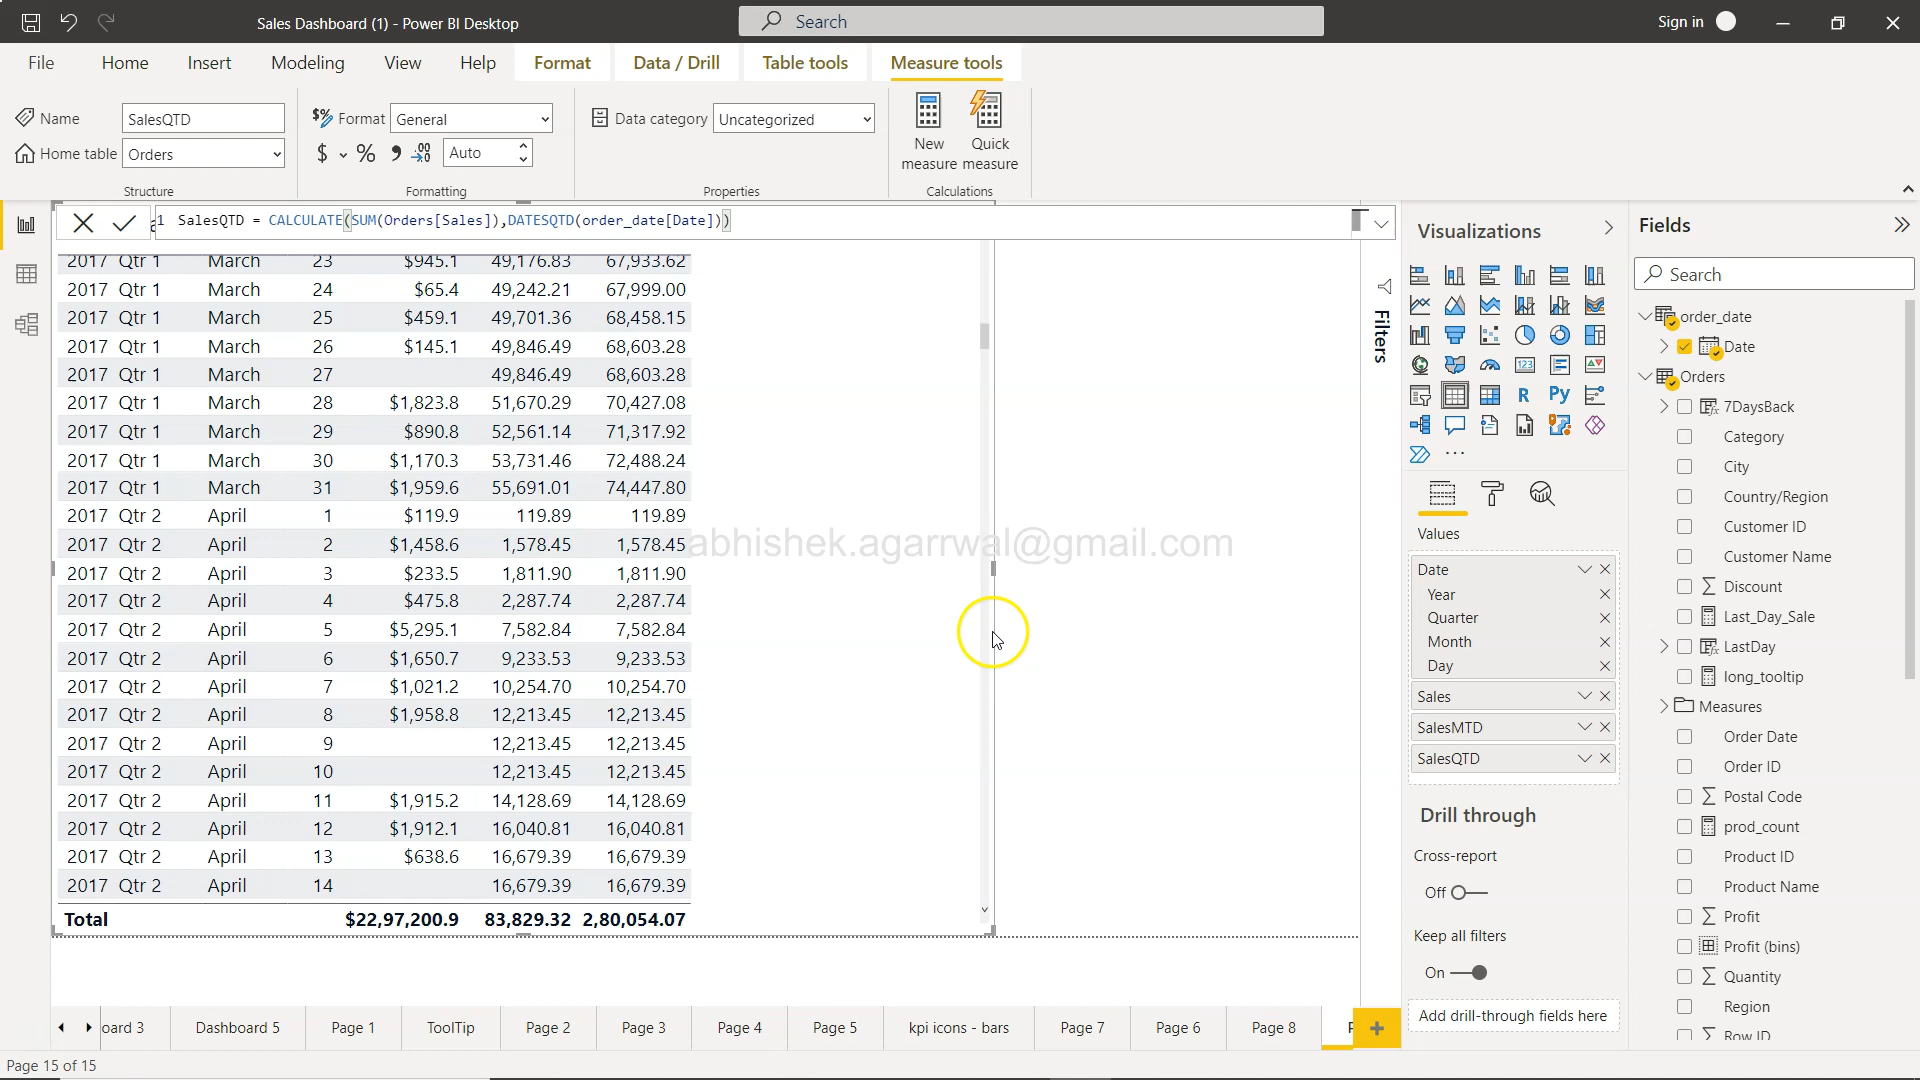 Sales Dashboard (1) - Power BI Desktop
Search
Sign in
File Home Insert Modeling View Help Format Data / Drill Table tools Measure tools
Name SalesQTD
Format General
Data category Uncategorized
Home table Orders
$ % Auto
New measure
Quick measure
Structure Formatting Properties Calculations
1 SalesQTD = CALCULATE(SUM(Orders[Sales]),DATESQTD(order_date[Date]))
2017 Qtr 1 March 23 $945.1 49,176.83 67,933.62
2017 Qtr 1 March 24 $65.4 49,242.21 67,999.00
2017 Qtr 1 March 25 $459.1 49,701.36 68,458.15
2017 Qtr 1 March 26 $145.1 49,846.49 68,603.28
2017 Qtr 1 March 27 49,846.49 68,603.28
2017 Qtr 1 March 28 $1,823.8 51,670.29 70,427.08
2017 Qtr 1 March 29 $890.8 52,561.14 71,317.92
2017 Qtr 1 March 30 $1,170.3 53,731.46 72,488.24
2017 Qtr 1 March 31 $1,959.6 55,691.01 74,447.80
2017 Qtr 2 April 1 $119.9 119.89 119.89
2017 Qtr 2 April 2 $1,458.6 1,578.45 1,578.45
2017 Qtr 2 April 3 $233.5 1,811.90 1,811.90
2017 Qtr 2 April 4 $475.8 2,287.74 2,287.74
2017 Qtr 2 April 5 $5,295.1 7,582.84 7,582.84
2017 Qtr 2 April 6 $1,650.7 9,233.53 9,233.53
2017 Qtr 2 April 7 $1,021.2 10,254.70 10,254.70
2017 Qtr 2 April 8 $1,958.8 12,213.45 12,213.45
2017 Qtr 2 April 9 12,213.45 12,213.45
2017 Qtr 2 April 10 12,213.45 12,213.45
2017 Qtr 2 April 11 $1,915.2 14,128.69 14,128.69
2017 Qtr 2 April 12 $1,912.1 16,040.81 16,040.81
2017 Qtr 2 April 13 $638.6 16,679.39 16,679.39
2017 Qtr 2 April 14 16,679.39 16,679.39
Total $22,97,200.9 83,829.32 2,80,054.07
abhishek.agarrwal@gmail.com
Filters
Visualizations
123
R
Py
Values
Date
Year
Quarter
Month
Day
Sales
SalesMTD
SalesQTD
Drill through
Cross-report
Off
Keep all filters
On
Add drill-through fields here
Fields
Search
order_date
Date
Orders
7DaysBack
Category
City
Country/Region
Customer ID
Customer Name
Discount
Last_Day_Sale
LastDay
long_tooltip
Measures
Order Date
Order ID
Postal Code
prod_count
Product ID
Product Name
Profit
Profit (bins)
Quantity
Region
Row ID
oard 3 Dashboard 5 Page 1 ToolTip Page 2 Page 3 Page 4 Page 5 kpi icons - bars Page 7 Page 6 Page 8
Page 15 of 15